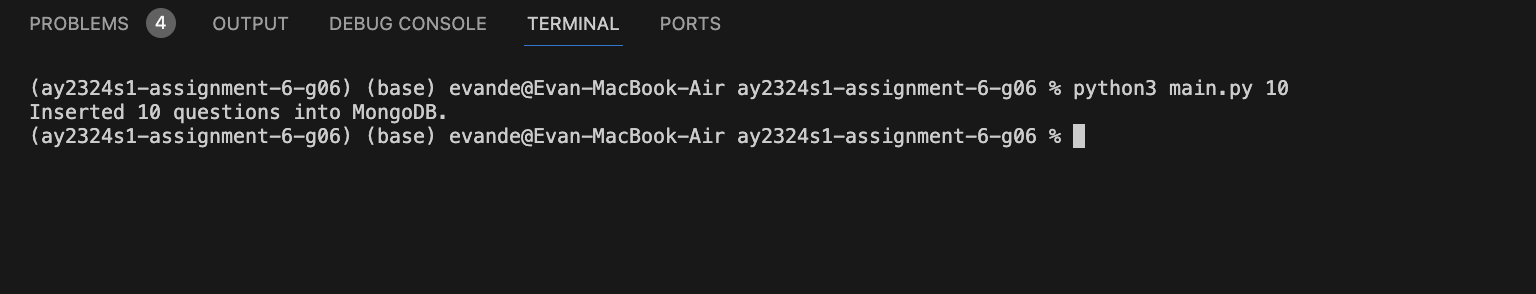 PROBLEMS 4 OUTPUT DEBUG CONSOLE TERMINAL PORTS
(ay2324s1-assignment-6-g06) (base) evande@Evan-MacBook-Air ay2324s1-assignment-6-g06 % python3 main.py 10
Inserted 10 questions into MongoDB.
(ay2324s1-assignment-6-g06) (base) evande@Evan-MacBook-Air ay2324s1-assignment-6-g06 %